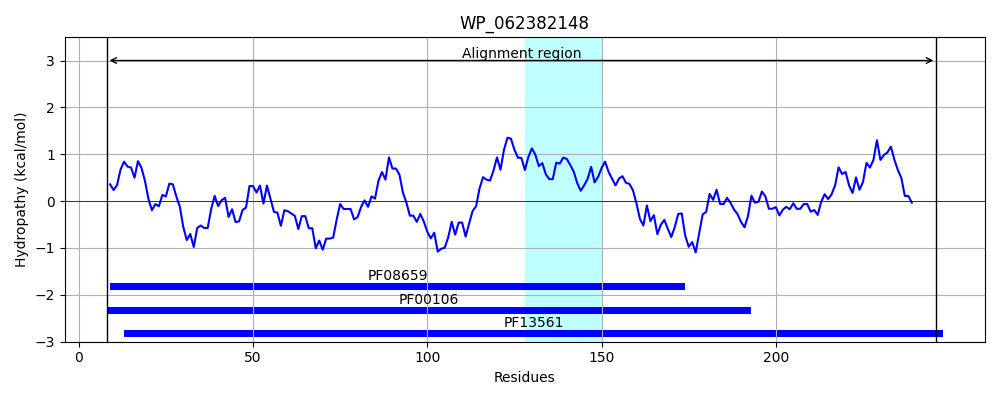 WP_062382148
Alignment region
Hydropathy (kcal/mol)
3
2
1
0
−1
−2
−3
PF08659
PF00106
PF13561
0
50
100
150
200
Residues